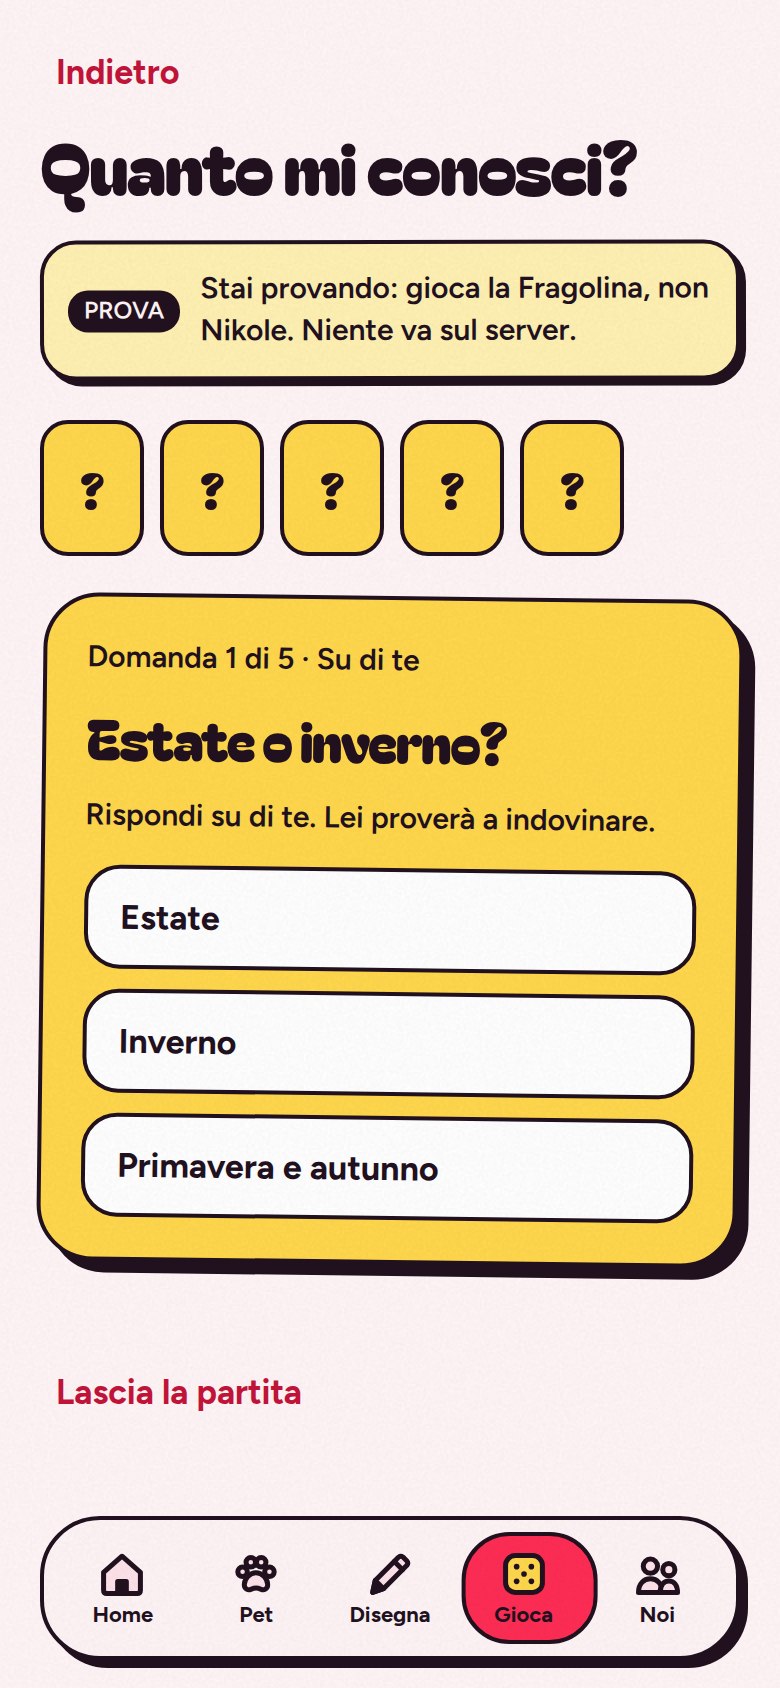 Indietro
Quanto mi conosci?
PROVA
Stai provando: gioca la Fragolina, non
Nikole. Niente va sul server.
? ? ? ? ?
Domanda 1 di 5 · Su di te
Estate o inverno?
Rispondi su di te. Lei proverà a indovinare.
Estate
Inverno
Primavera e autunno
Lascia la partita
Home Pet Disegna Gioca Noi